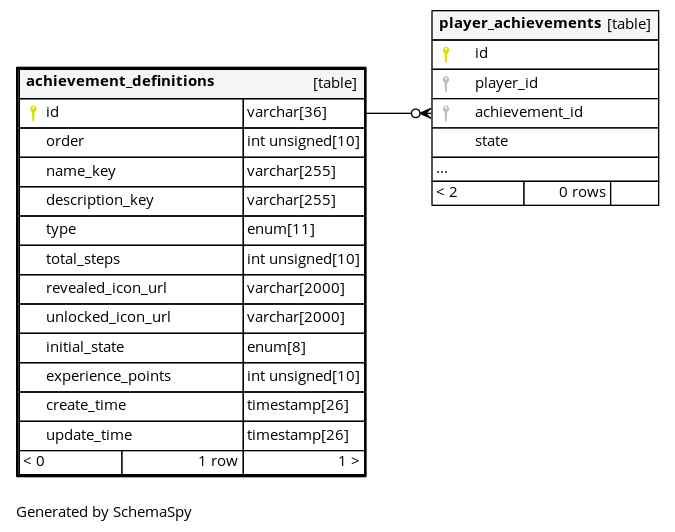 player_achievements [table]
id
player_id
achievement_id
state
...
< 2 0 rows
achievement_definitions [table]
id varchar[36]
order int unsigned[10]
name_key varchar[255]
description_key varchar[255]
type enum[11]
total_steps int unsigned[10]
revealed_icon_url varchar[2000]
unlocked_icon_url varchar[2000]
initial_state enum[8]
experience_points int unsigned[10]
create_time timestamp[26]
update_time timestamp[26]
< 0 1 row 1 >
Generated by SchemaSpy